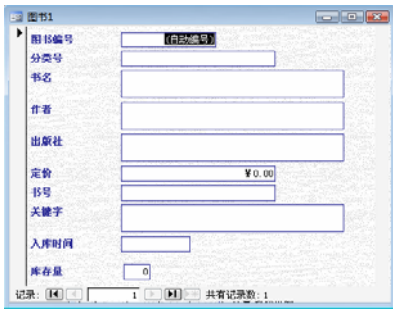 图书1
图书编号 (自动编号)
分类号
书名
作者
出版社
定价 ￥0.00
书号
关键字
入库时间
库存量 0
记录: 1 共有记录数: 1